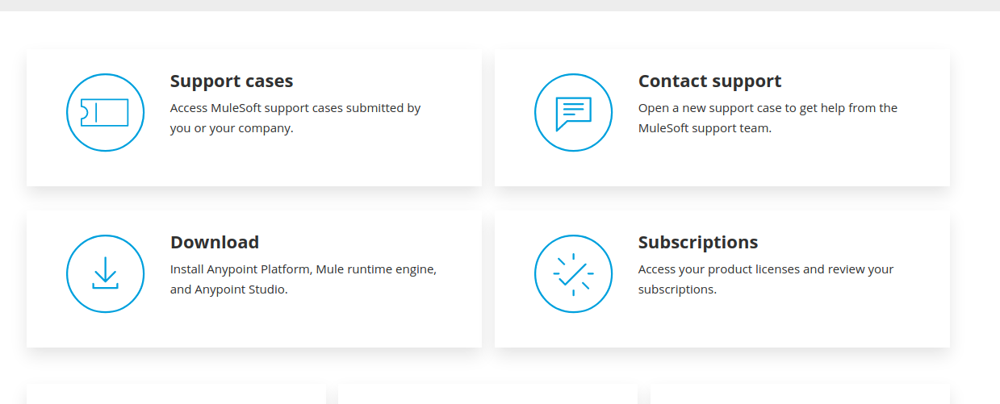 Support cases
Access MuleSoft support cases submitted by
you or your company.
Contact support
Open a new support case to get help from the
MuleSoft support team.
Download
Install Anypoint Platform, Mule runtime engine,
and Anypoint Studio.
Subscriptions
Access your product licenses and review your
subscriptions.